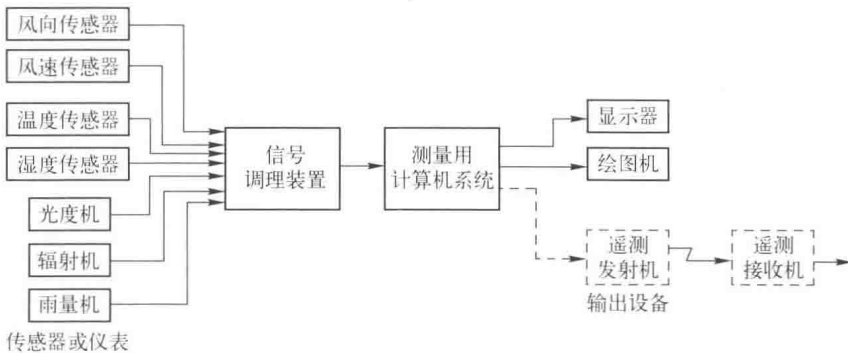 风向传感器
风速传感器
温度传感器
湿度传感器
光度机
辐射机
雨量机
传感器或仪表
信号
调理装置
测量用
计算机系统
显示器
绘图机
遥测
发射机
输出设备
遥测
接收机